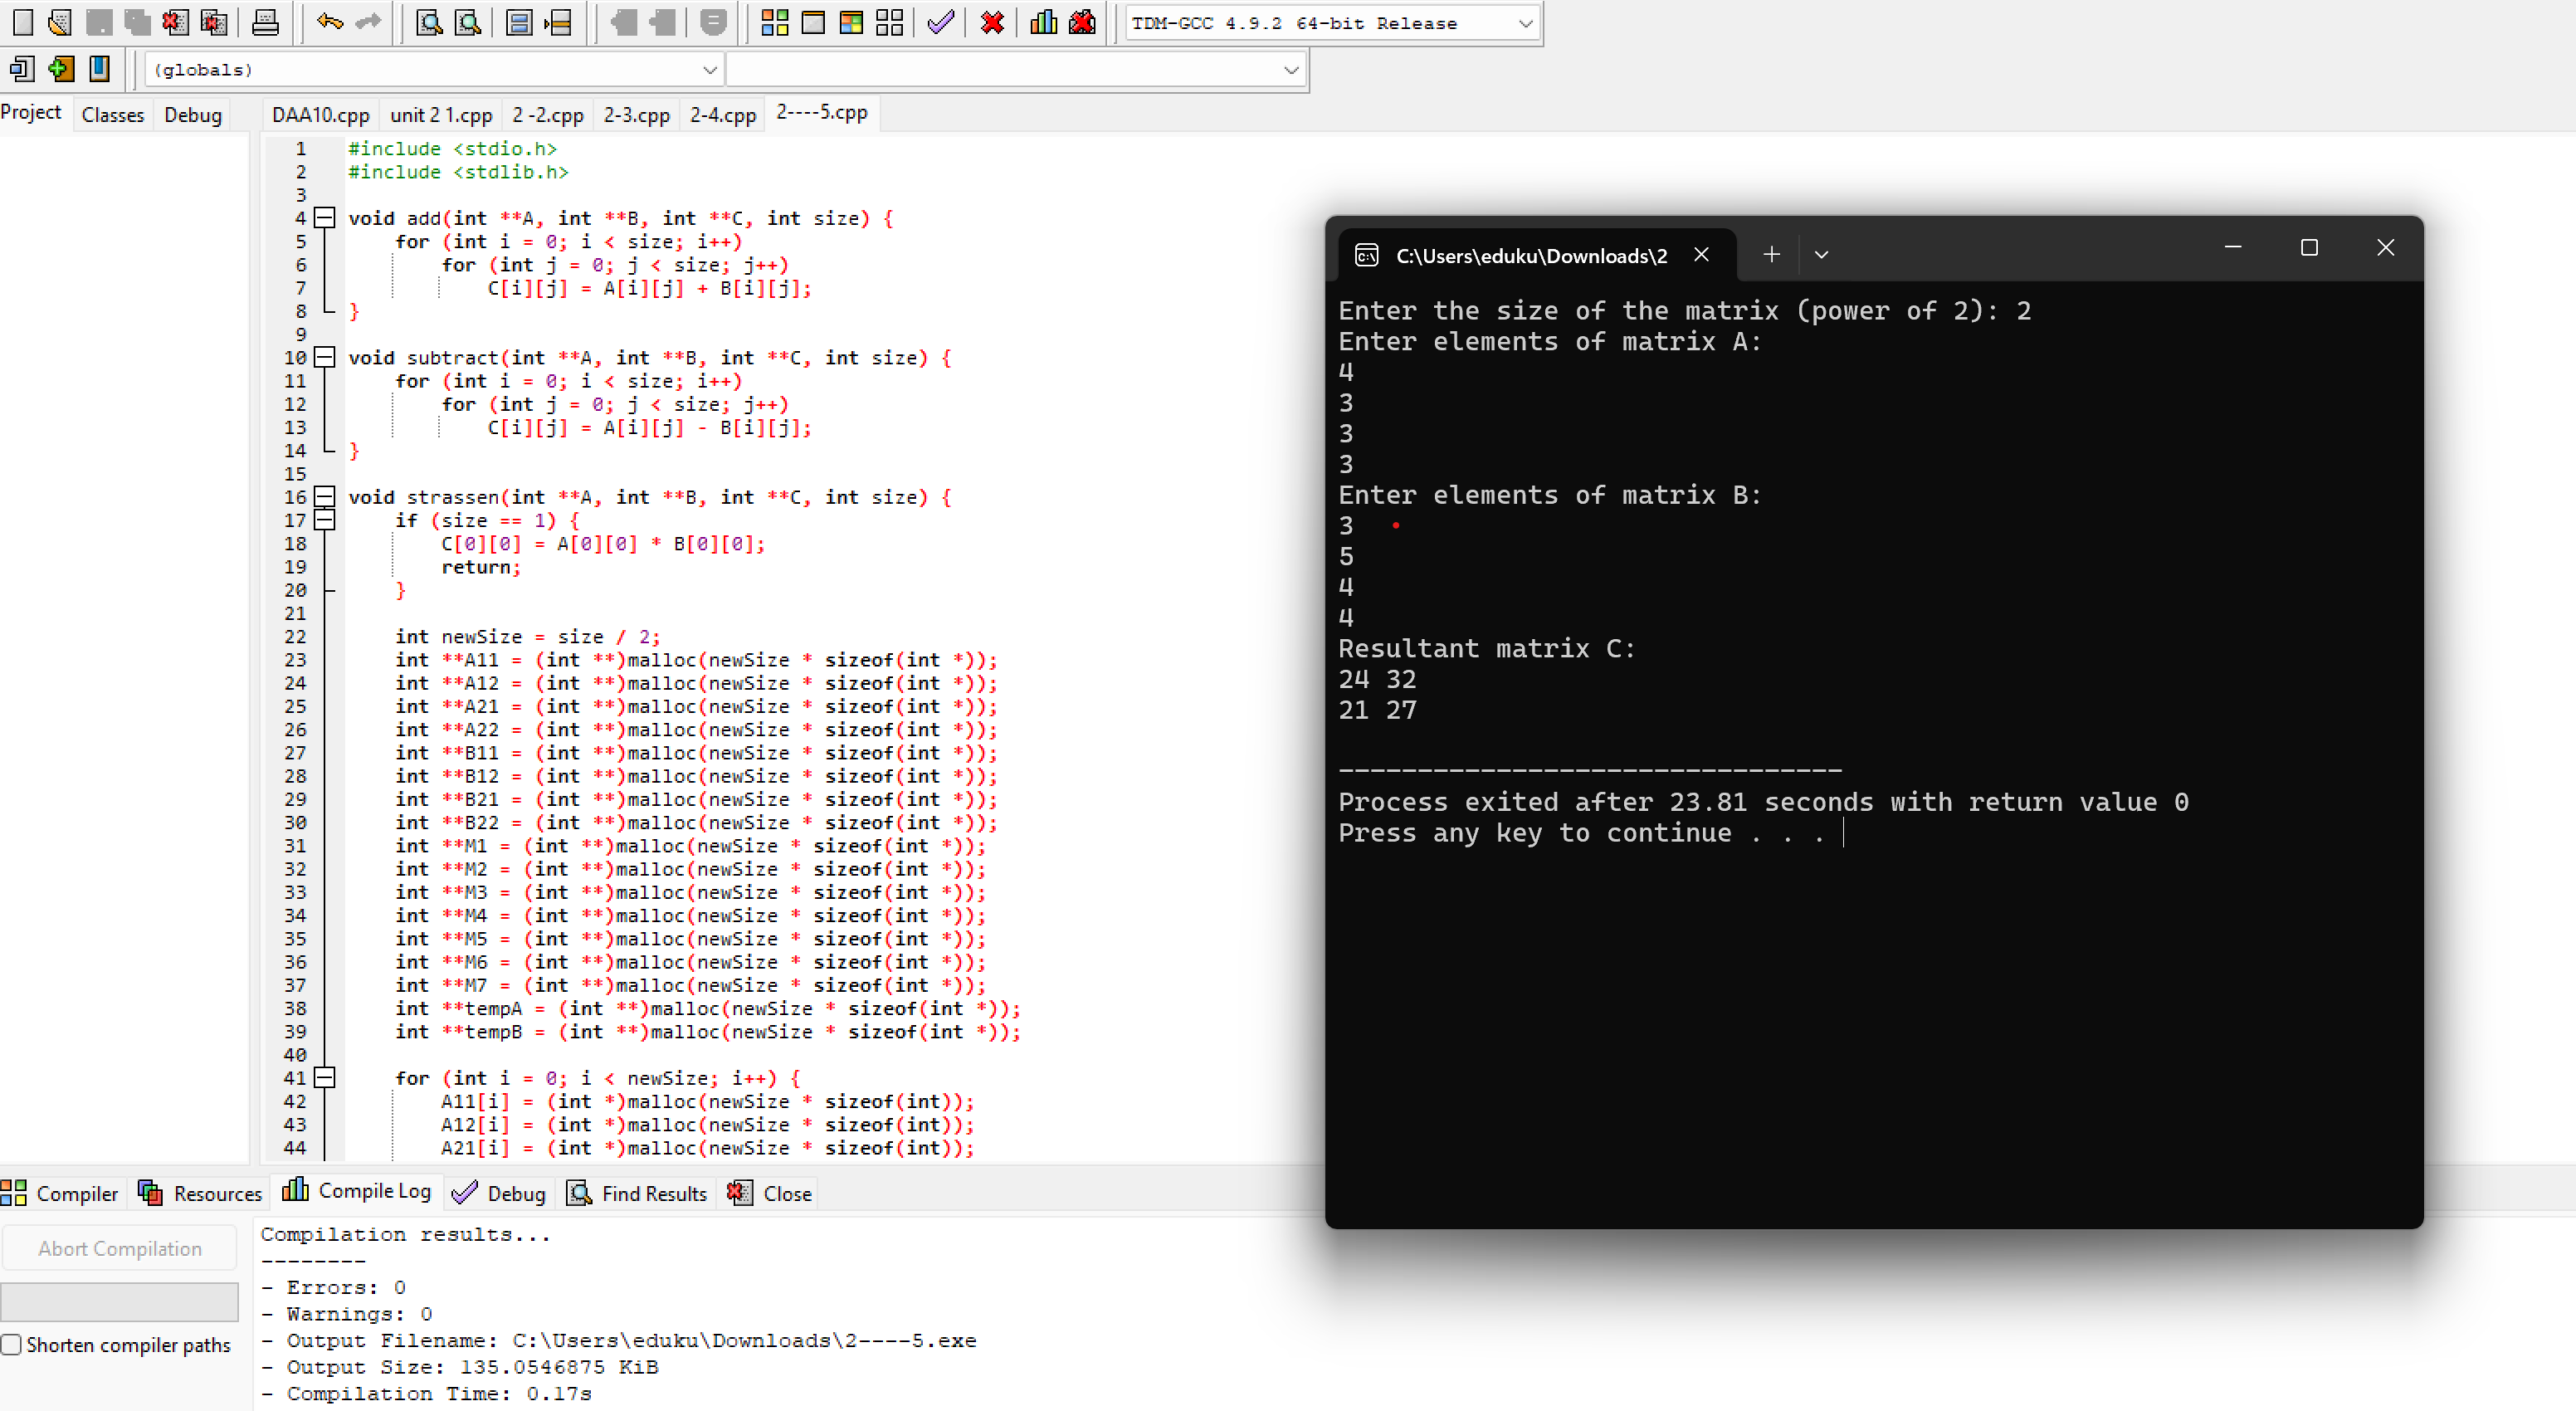 TDM-GCC 4.9.2 64-bit Release
(globals)
Project Classes Debug
DAA10.cpp unit 2 1.cpp 2 -2.cpp 2-3.cpp 2-4.cpp 2----5.cpp
1 #include <stdio.h>
2 #include <stdlib.h>
3
4 void add(int **A, int **B, int **C, int size) {
5 for (int i = 0; i < size; i++)
6 for (int j = 0; j < size; j++)
7 C[i][j] = A[i][j] + B[i][j];
8 }
9
10 void subtract(int **A, int **B, int **C, int size) {
11 for (int i = 0; i < size; i++)
12 for (int j = 0; j < size; j++)
13 C[i][j] = A[i][j] - B[i][j];
14 }
15
16 void strassen(int **A, int **B, int **C, int size) {
17 if (size == 1) {
18 C[0][0] = A[0][0] * B[0][0];
19 return;
20 }
21
22 int newSize = size / 2;
23 int **A11 = (int **)malloc(newSize * sizeof(int *));
24 int **A12 = (int **)malloc(newSize * sizeof(int *));
25 int **A21 = (int **)malloc(newSize * sizeof(int *));
26 int **A22 = (int **)malloc(newSize * sizeof(int *));
27 int **B11 = (int **)malloc(newSize * sizeof(int *));
28 int **B12 = (int **)malloc(newSize * sizeof(int *));
29 int **B21 = (int **)malloc(newSize * sizeof(int *));
30 int **B22 = (int **)malloc(newSize * sizeof(int *));
31 int **M1 = (int **)malloc(newSize * sizeof(int *));
32 int **M2 = (int **)malloc(newSize * sizeof(int *));
33 int **M3 = (int **)malloc(newSize * sizeof(int *));
34 int **M4 = (int **)malloc(newSize * sizeof(int *));
35 int **M5 = (int **)malloc(newSize * sizeof(int *));
36 int **M6 = (int **)malloc(newSize * sizeof(int *));
37 int **M7 = (int **)malloc(newSize * sizeof(int *));
38 int **tempA = (int **)malloc(newSize * sizeof(int *));
39 int **tempB = (int **)malloc(newSize * sizeof(int *));
40
41 for (int i = 0; i < newSize; i++) {
42 A11[i] = (int *)malloc(newSize * sizeof(int));
43 A12[i] = (int *)malloc(newSize * sizeof(int));
44 A21[i] = (int *)malloc(newSize * sizeof(int));
C:\Users\eduku\Downloads\2
Enter the size of the matrix (power of 2): 2
Enter elements of matrix A:
4
3
3
3
Enter elements of matrix B:
3
5
4
4
Resultant matrix C:
24 32
21 27
--------------------------------
Process exited after 23.81 seconds with return value 0
Press any key to continue . . .
Compiler Resources Compile Log Debug Find Results Close
Abort Compilation
Shorten compiler paths
Compilation results...
--------
- Errors: 0
- Warnings: 0
- Output Filename: C:\Users\eduku\Downloads\2----5.exe
- Output Size: 135.0546875 KiB
- Compilation Time: 0.17s